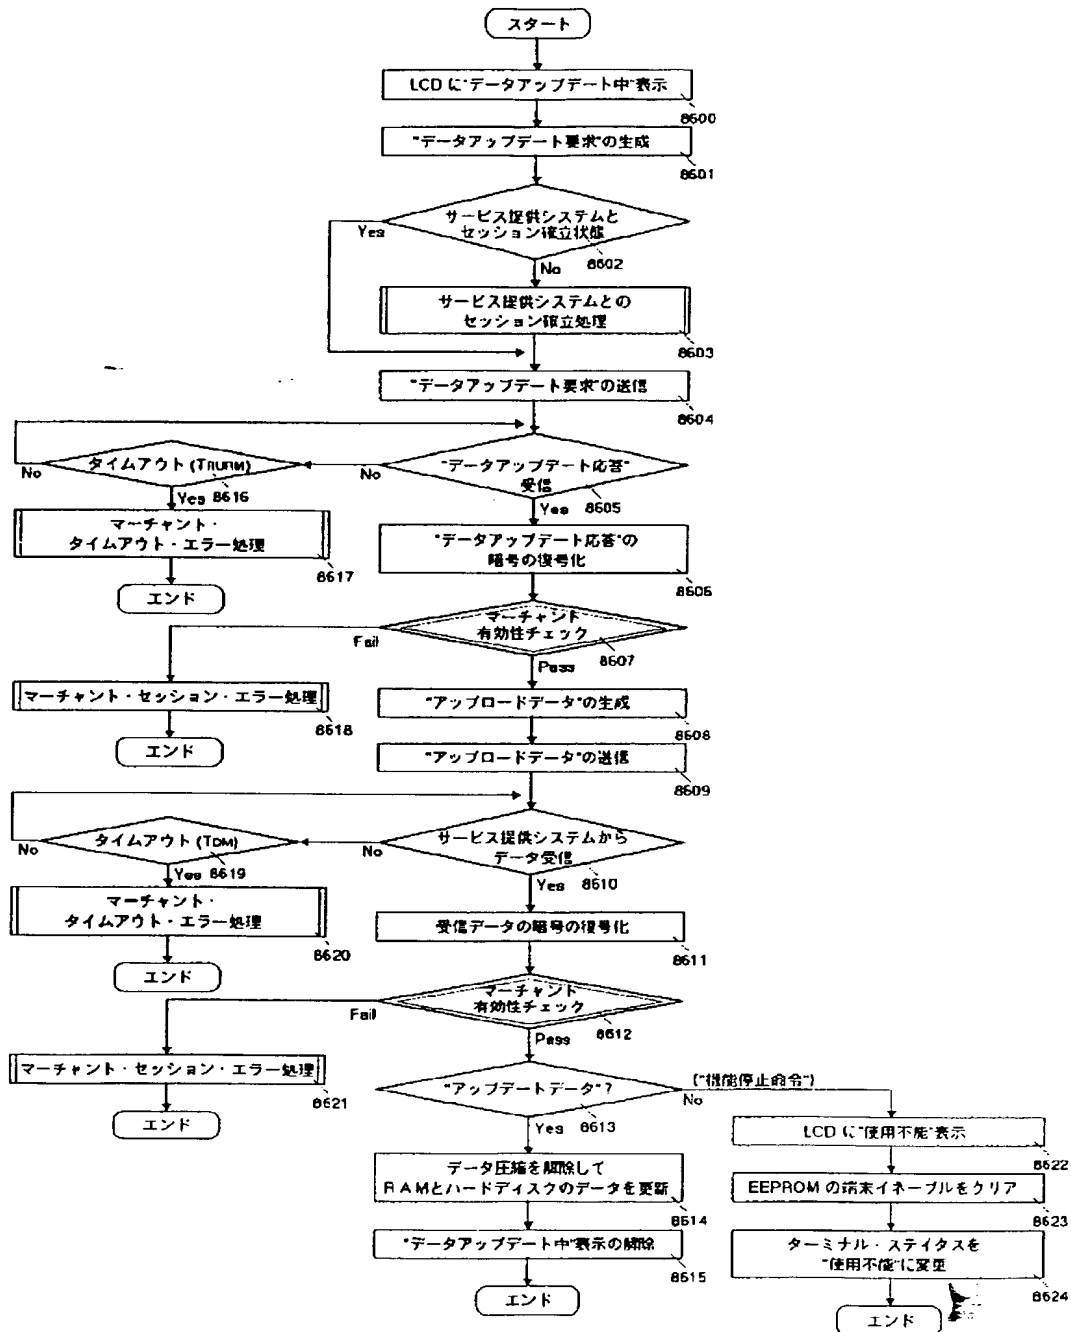 スタート
LCD に"データアップデート中"表示
8600
"データアップデート要求"の生成
8601
サービス提供システムと
セッション確立状態
8602
Yes
No
サービス提供システムとの
セッション確立処理
8603
"データアップデート要求"の送信
8604
"データアップデート応答"
受信
8605
No
Yes
タイムアウト
8616
No
Yes
マーチャント・
タイムアウト・エラー処理
8617
エンド
"データアップデート応答"の
暗号の復号化
8606
マーチャント
有効性チェック
8607
Fail
Pass
マーチャント・セッション・エラー処理
8618
エンド
"アップロードデータ"の生成
8608
"アップロードデータ"の送信
8609
サービス提供システムから
データ受信
8610
No
Yes
タイムアウト (TDM)
8619
No
Yes
マーチャント・
タイムアウト・エラー処理
8620
エンド
受信データの暗号の復号化
8611
マーチャント
有効性チェック
8612
Fail
Pass
マーチャント・セッション・エラー処理
8621
エンド
"アップデートデータ"?
8613
Yes
("機能停止命令")
No
データ圧縮を解除して
RAMとハードディスクのデータを更新
8614
"データアップデート中"表示の解除
8615
エンド
LCD に"使用不能"表示
8622
EEPROM の端末イネーブルをクリア
8623
ターミナル・ステイタスを
"使用不能"に変更
8624
エンド